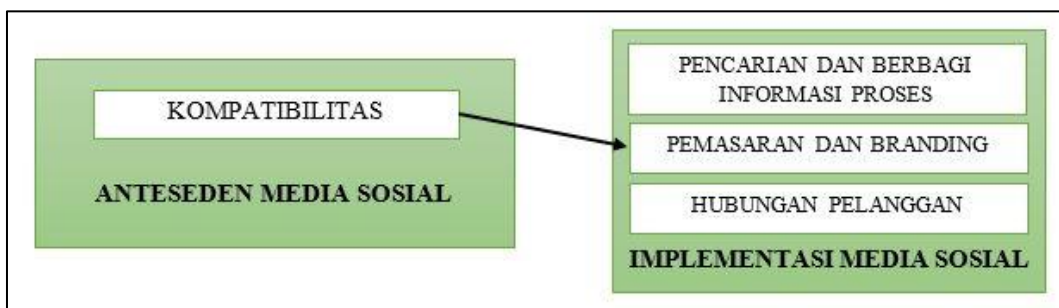 KOMPATIBILITAS
ANTESEDEN MEDIA SOSIAL
PENCARIAN DAN BERBAGI
INFORMASI PROSES
PEMASARAN DAN BRANDING
HUBUNGAN PELANGGAN
IMPLEMENTASI MEDIA SOSIAL